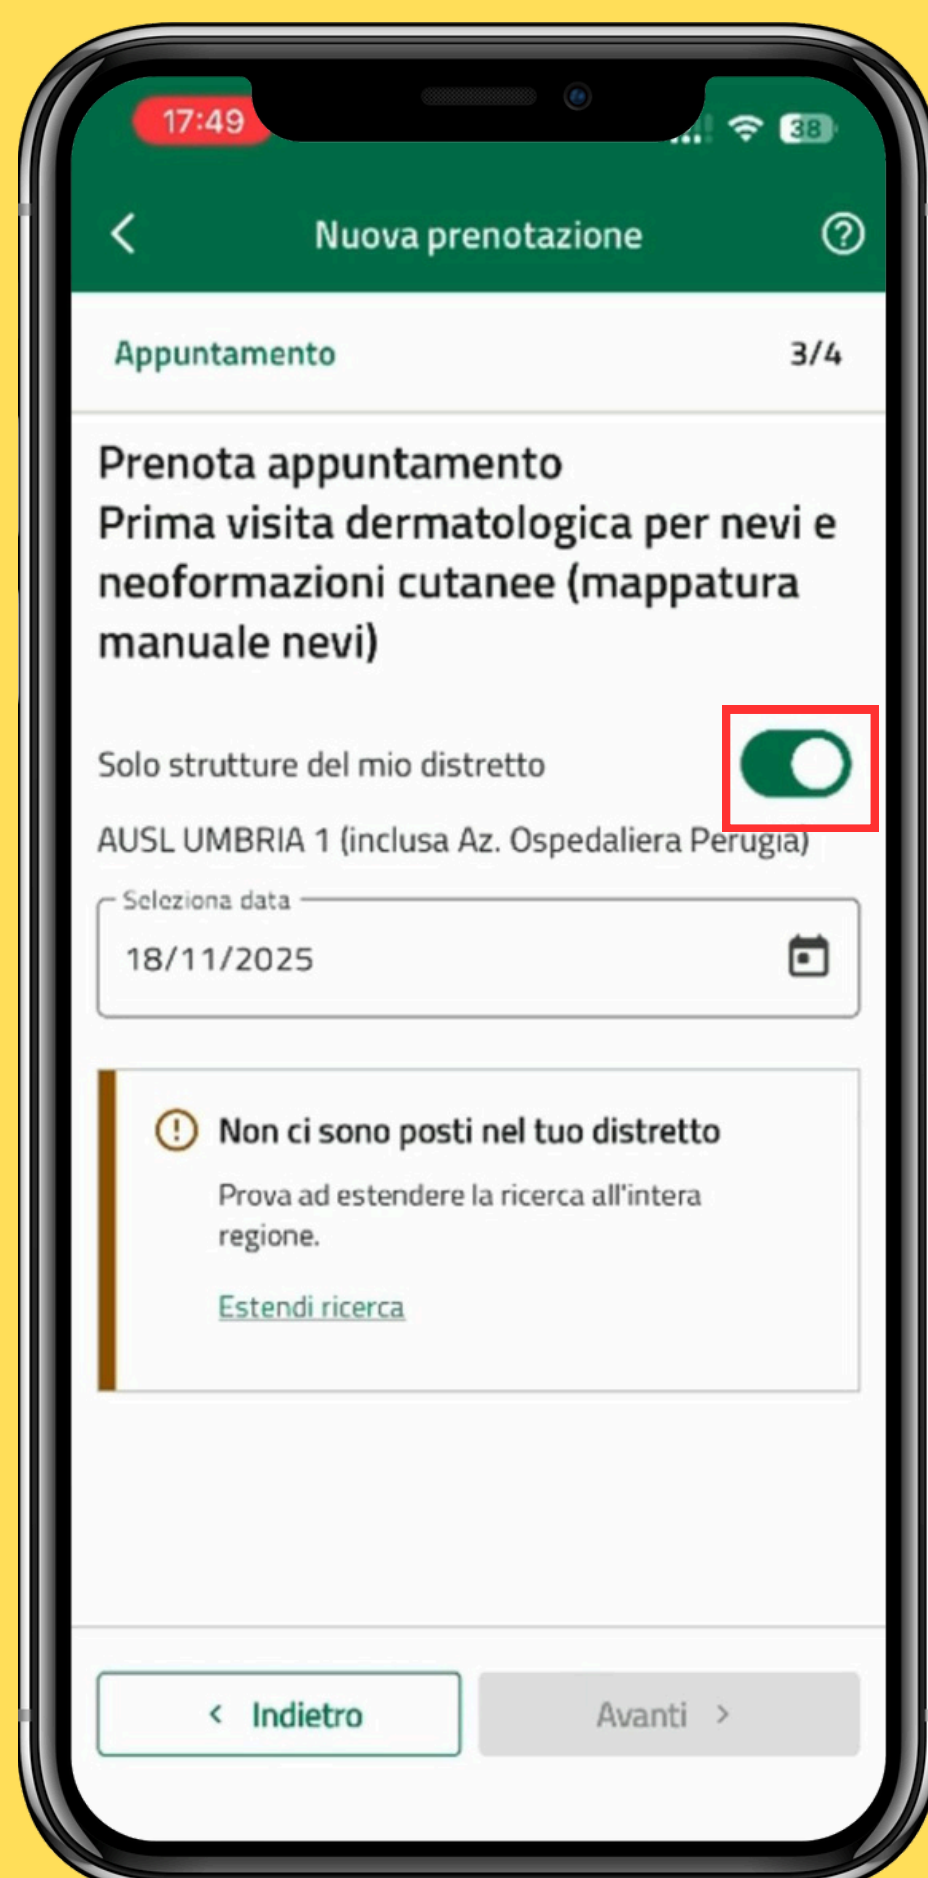 17:49
38
Nuova prenotazione
Appuntamento 3/4
Prenota appuntamento
Prima visita dermatologica per nevi e
neoformazioni cutanee (mappatura
manuale nevi)
Solo strutture del mio distretto
AUSL UMBRIA 1 (inclusa Az. Ospedaliera Perugia)
Seleziona data
18/11/2025
Non ci sono posti nel tuo distretto
Prova ad estendere la ricerca all'intera
regione.
Estendi ricerca
< Indietro
Avanti >